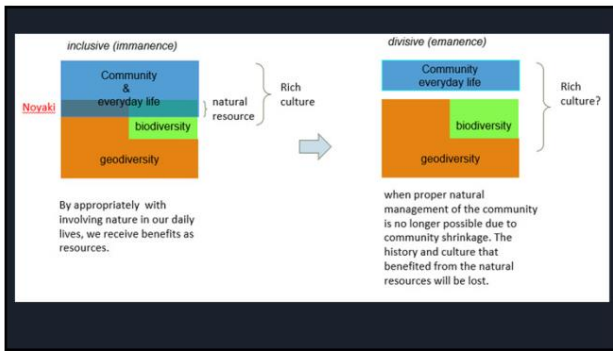 inclusive (immanence)
Community
&
everyday life
Noyaki
natural
resource
biodiversity
geodiversity
Rich
culture
By appropriately with
involving nature in our daily
lives, we receive benefits as
resources.
divisive (emanence)
Community
everyday life
biodiversity
geodiversity
Rich
culture?
when proper natural
management of the community
is no longer possible due to
community shrinkage. The
history and culture that
benefited from the natural
resources will be lost.